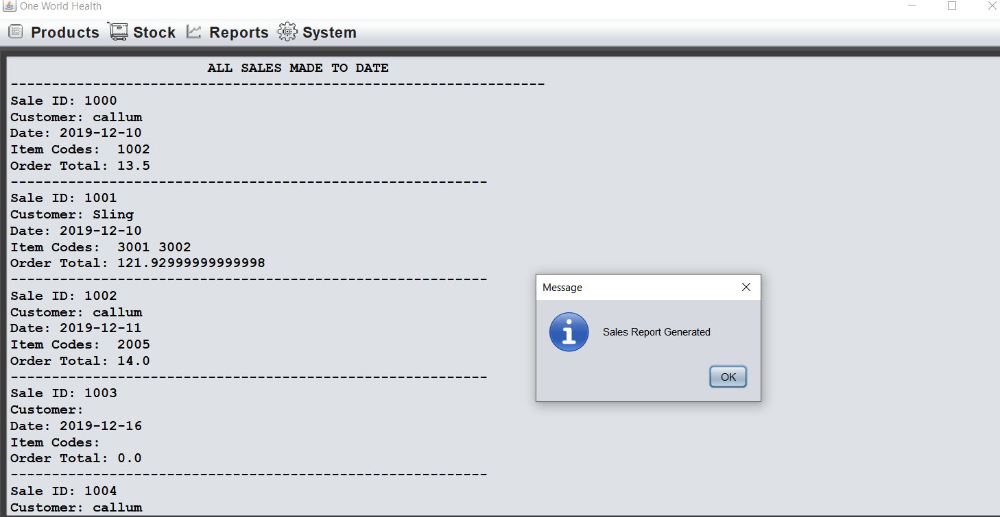 One World Health
Products Stock Reports System
ALL SALES MADE TO DATE
-----------------------------------------------------------------
Sale ID: 1000
Customer: callum
Date: 2019-12-10
Item Codes:  1002
Order Total: 13.5
----------------------------------------------------------
Sale ID: 1001
Customer: Sling
Date: 2019-12-10
Item Codes:  3001 3002
Order Total: 121.92999999999998
----------------------------------------------------------
Sale ID: 1002
Customer: callum
Date: 2019-12-11
Item Codes:  2005
Order Total: 14.0
----------------------------------------------------------
Sale ID: 1003
Customer:
Date: 2019-12-16
Item Codes:
Order Total: 0.0
----------------------------------------------------------
Sale ID: 1004
Customer: callum
Message
Sales Report Generated
OK